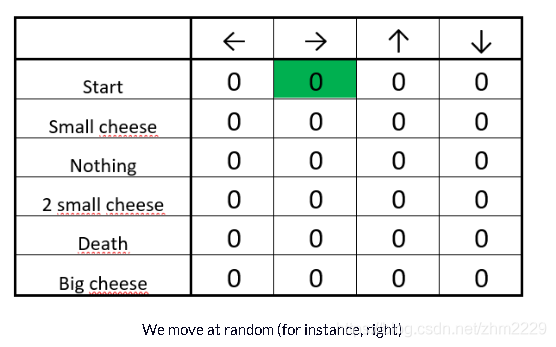 ← → ↑ ↓
Start 0 0 0 0
Small cheese 0 0 0 0
Nothing 0 0 0 0
2 small cheese 0 0 0 0
Death 0 0 0 0
Big cheese 0 0 0 0
We move at random (for instance, right)
csdn.net/zhm2229